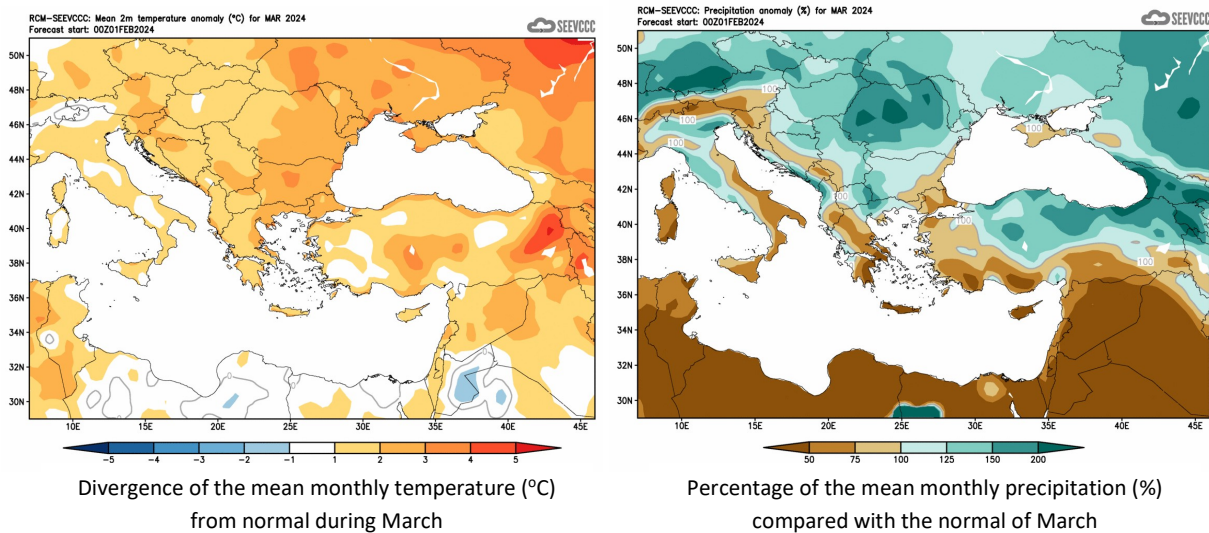 RCM-SEEVCCC: Mean 2m temperature anomaly (°C) for MAR 2024
Forecast start: 00Z01FEB2024
SEEVCCC
50N
48N
46N
44N
42N
40N
38N
36N
34N
32N
30N
0
0
0
10E
15E
20E
25E
30E
35E
40E
45E
-5
-4
-3
-2
-1
1
2
3
4
5
Divergence of the mean monthly temperature (°C)
from normal during March
RCM-SEEVCCC: Precipitation anomaly (%) for MAR 2024
Forecast start: 00Z01FEB2024
SEEVCCC
50N
48N
46N
44N
42N
40N
38N
36N
34N
32N
30N
100
100
100
100
100
100
100
10E
15E
20E
25E
30E
35E
40E
45E
50
75
100
125
150
200
Percentage of the mean monthly precipitation (%)
compared with the normal of March